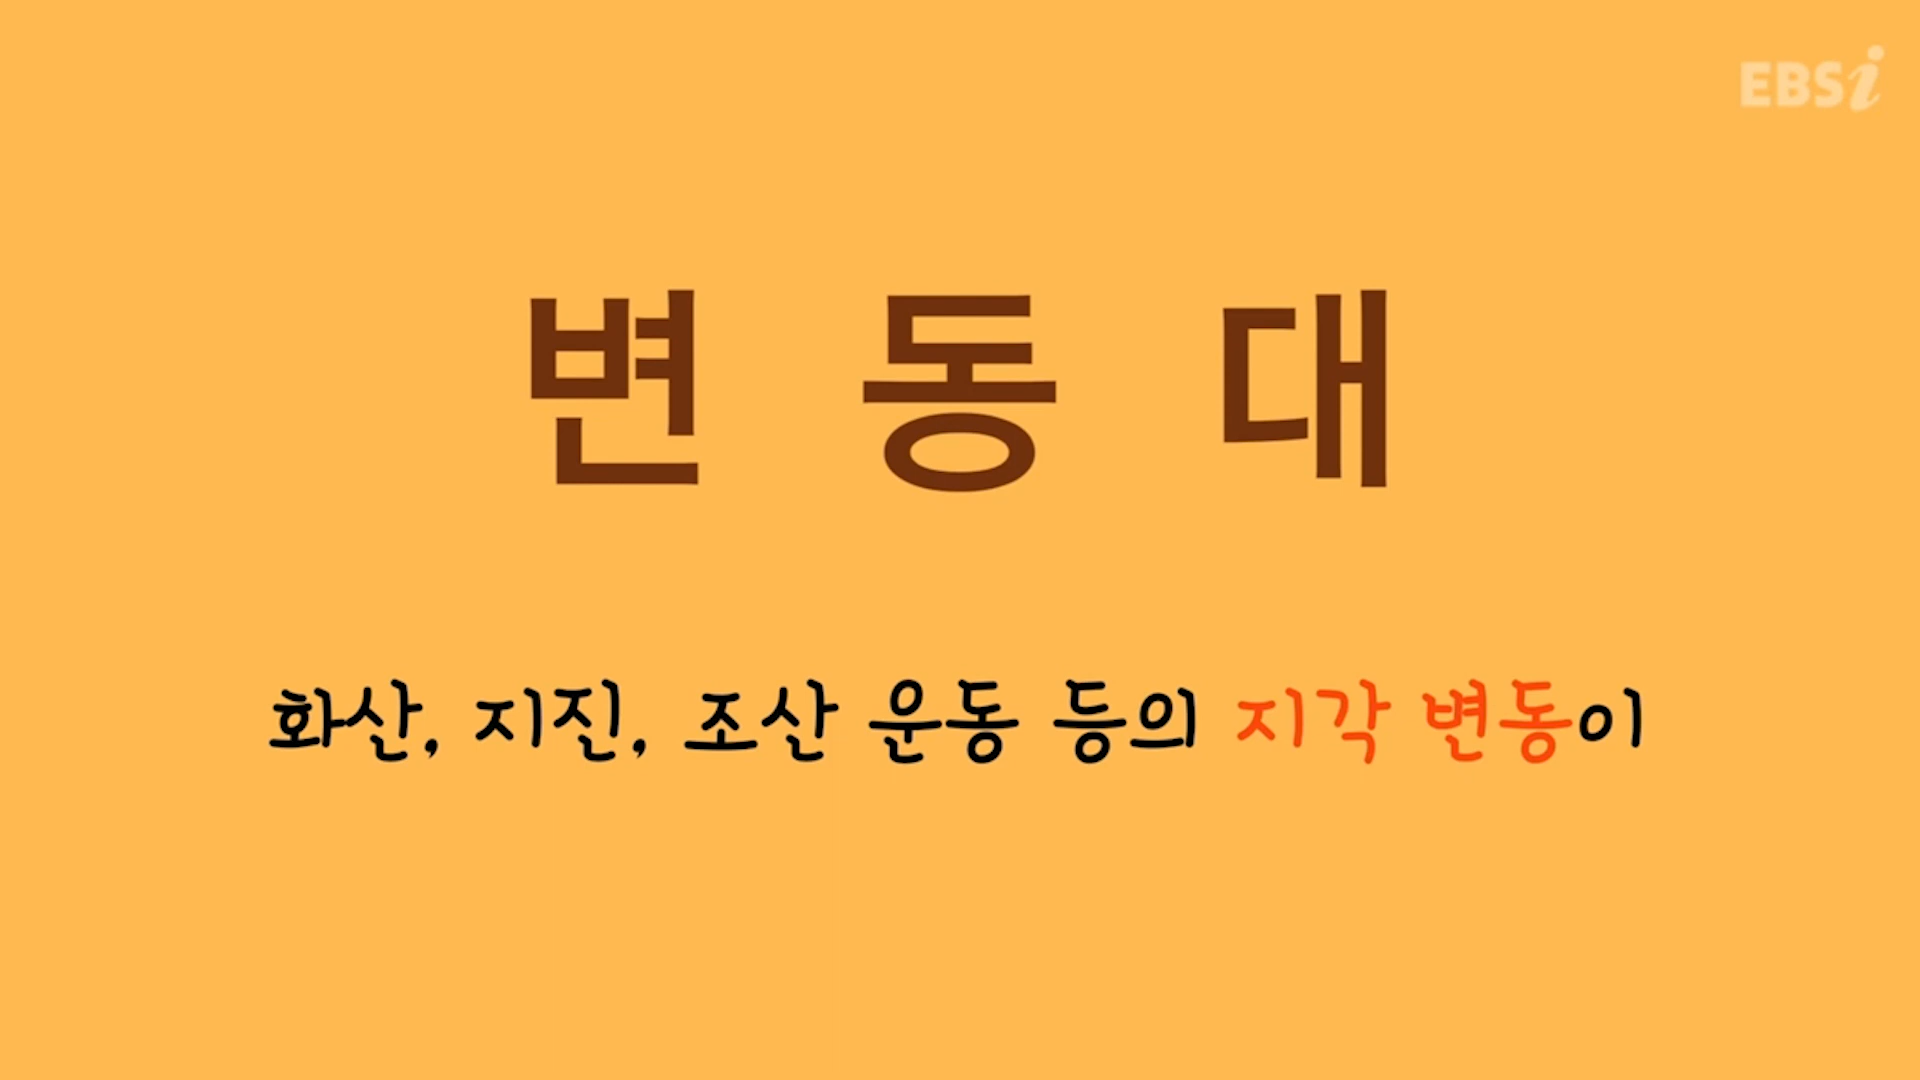 EBSi
변 동 대
화산, 지진, 조산 운동 등의 지각 변동이